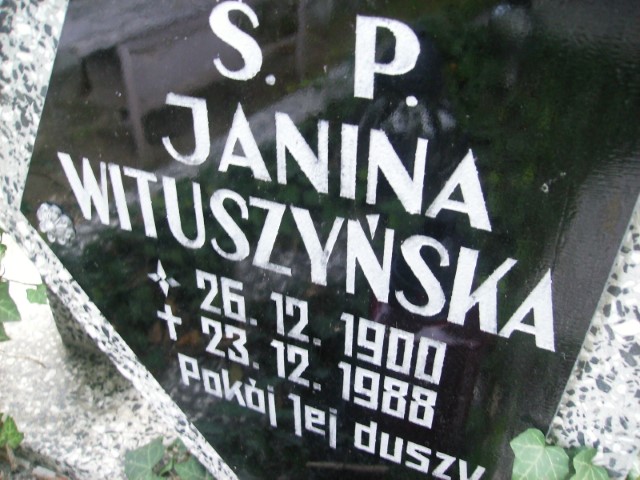 S. P.
JANINA
WITUSZYŃSKA
26. 12. 1900
✝ 23. 12. 1988
Pokój jej duszy